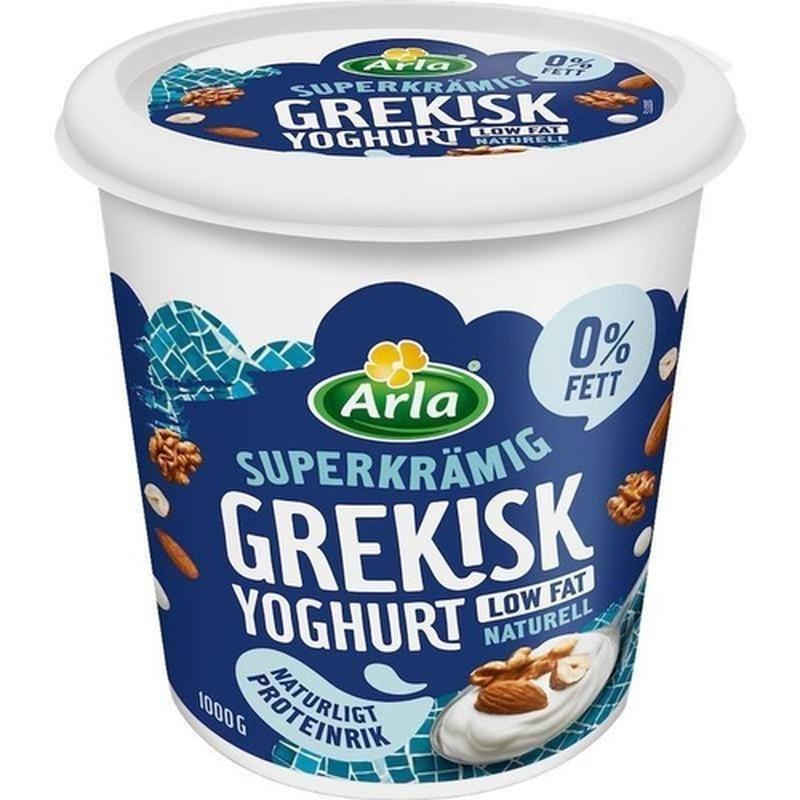 Arla
0%
FETT
SUPERKRÄMIG
GREKISK
YOGHURT LOW FAT
NATURELL
0%
FETT
Arla®
SUPERKRÄMIG
GREKISK
YOGHURT LOW FAT
NATURELL
NATURLIGT
PROTEINRIK
1000 G